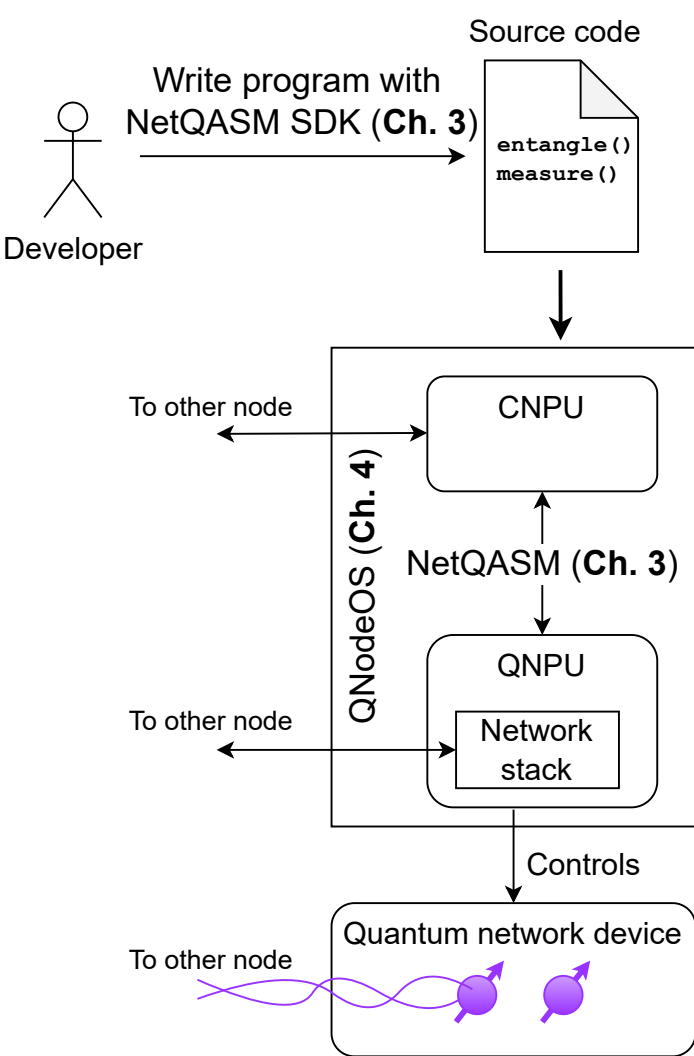 Source code
Write program with
NetQASM SDK (Ch. 3)
entangle()
measure()
Developer
To other node
CNPU
QNodeOS (Ch. 4)
NetQASM (Ch. 3)
QNPU
To other node
Network
stack
Controls
Quantum network device
To other node